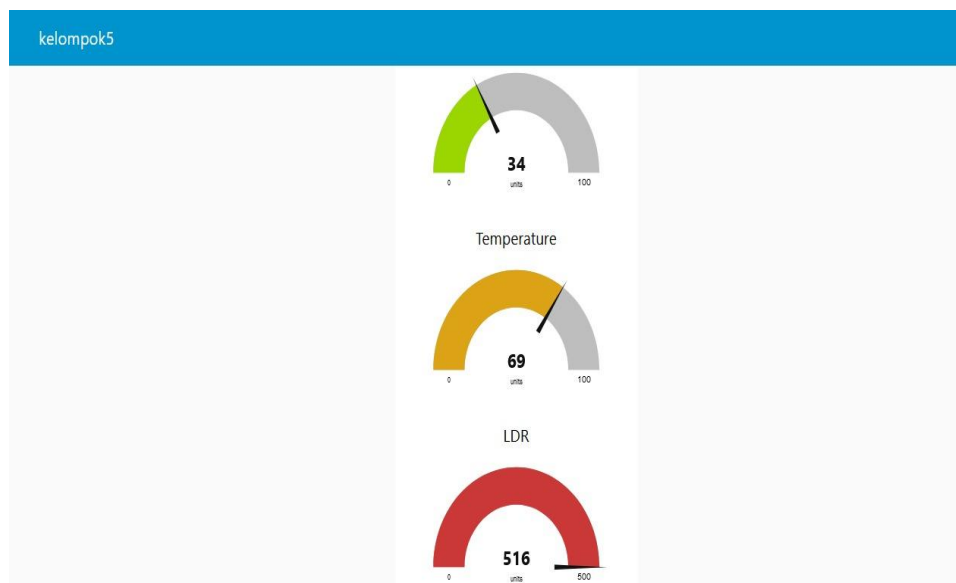 kelompok5
34
0 units 100
Temperature
69
0 units 100
LDR
516
0 units 500